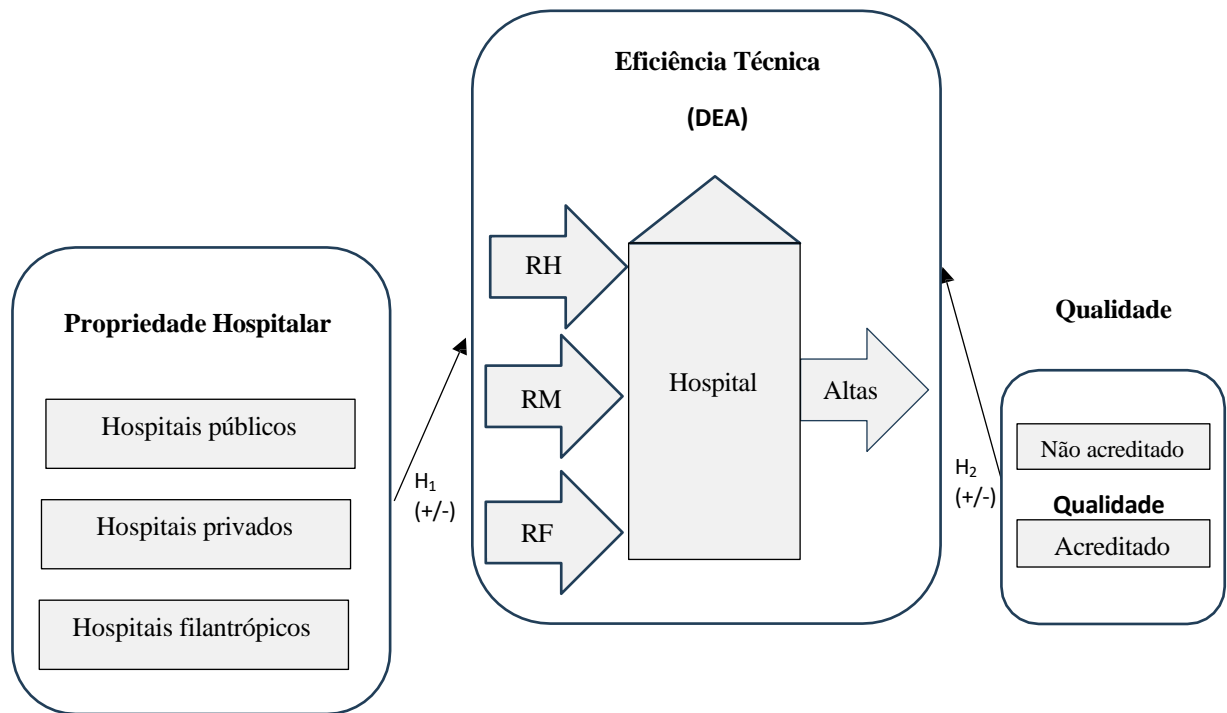 Propriedade Hospitalar
Hospitais públicos
Hospitais privados
Hospitais filantrópicos
H1
(+/-)
Eficiência Técnica
(DEA)
RH
RM
RF
Hospital
Altas
H2
(+/-)
Qualidade
Não acreditado
Qualidade
Acreditado